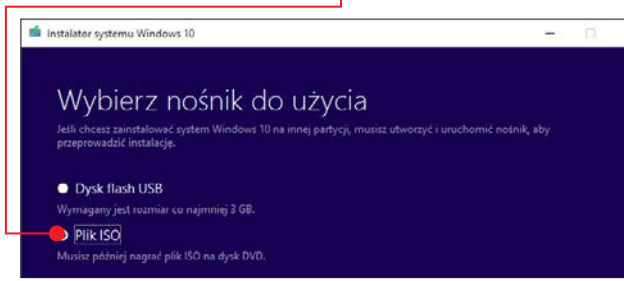 Instalator systemu Windows 10
Wybierz nośnik do użycia
Jeśli chcesz zainstalować system Windows 10 na innej partycji, musisz utworzyć i uruchomić nośnik, aby
przeprowadzić instalację.
Dysk flash USB
Wymagany jest rozmiar co najmniej 3 GB.
Plik ISO
Musisz później nagrać plik ISO na dysk DVD.